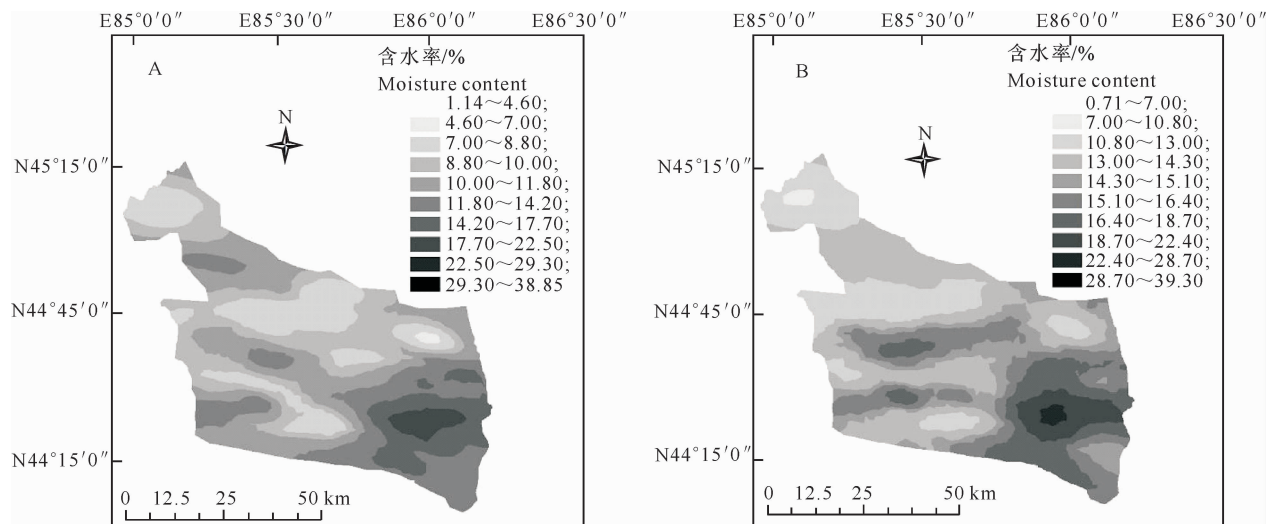 E85°0′0″ E85°5′0″ E86°0′0″ E86°3′0″
含水率/%
A
Moisture content
1.14～4.60;
4.60～7.00;
7.00～8.80;
8.80～10.00;
10.00～11.80;
11.80～14.20;
14.20～17.70;
17.70～22.50;
22.50～29.30;
29.30～38.85
N
N45°15′0″
N44°45′0″
N44°15′0″
0 12.5 25 50 km
E85°0′0″ E85°30′0″ E86°0′0″ E86°30′0″
含水率/%
B
Moisture content
0.71～7.00;
7.00～10.80;
10.80～13.00;
13.00～14.30;
14.30～15.10;
15.10～16.40;
16.40～18.70;
18.70～22.40;
22.40～28.70;
28.70～39.30
N
N45°15′0″
N44°45′0″
N44°15′0″
0 12.5 25 50 km